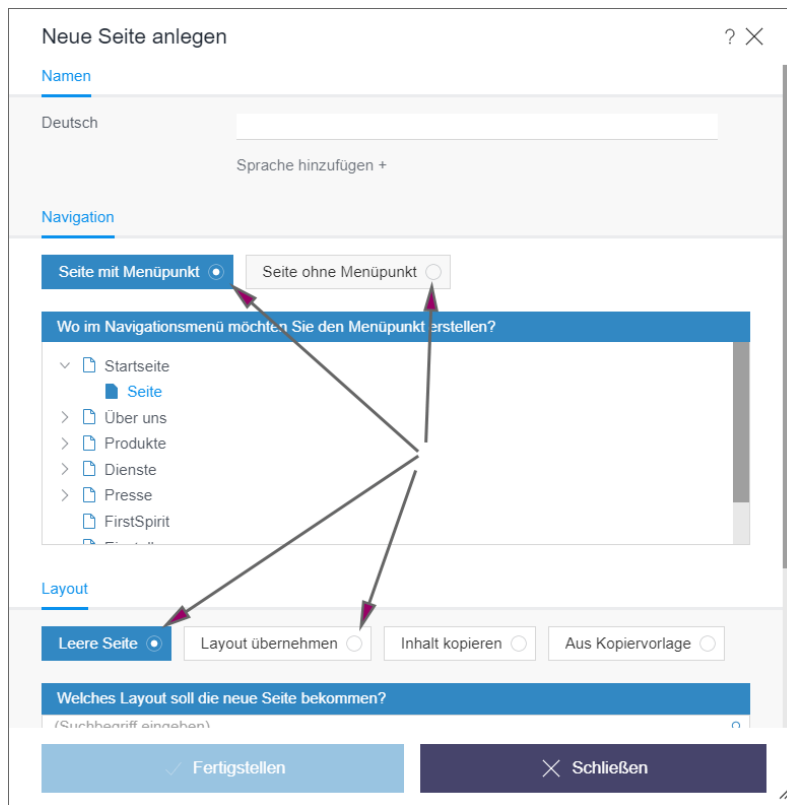 Neue Seite anlegen
?
Namen
Deutsch
Sprache hinzufügen +
Navigation
Seite mit Menüpunkt
Seite ohne Menüpunkt
Wo im Navigationsmenü möchten Sie den Menüpunkt erstellen?
Startseite
Seite
Über uns
Produkte
Dienste
Presse
FirstSpirit
Layout
Leere Seite
Layout übernehmen
Inhalt kopieren
Aus Kopiervorlage
Welches Layout soll die neue Seite bekommen?
(Suchbegriff eingeben)
Fertigstellen
Schließen